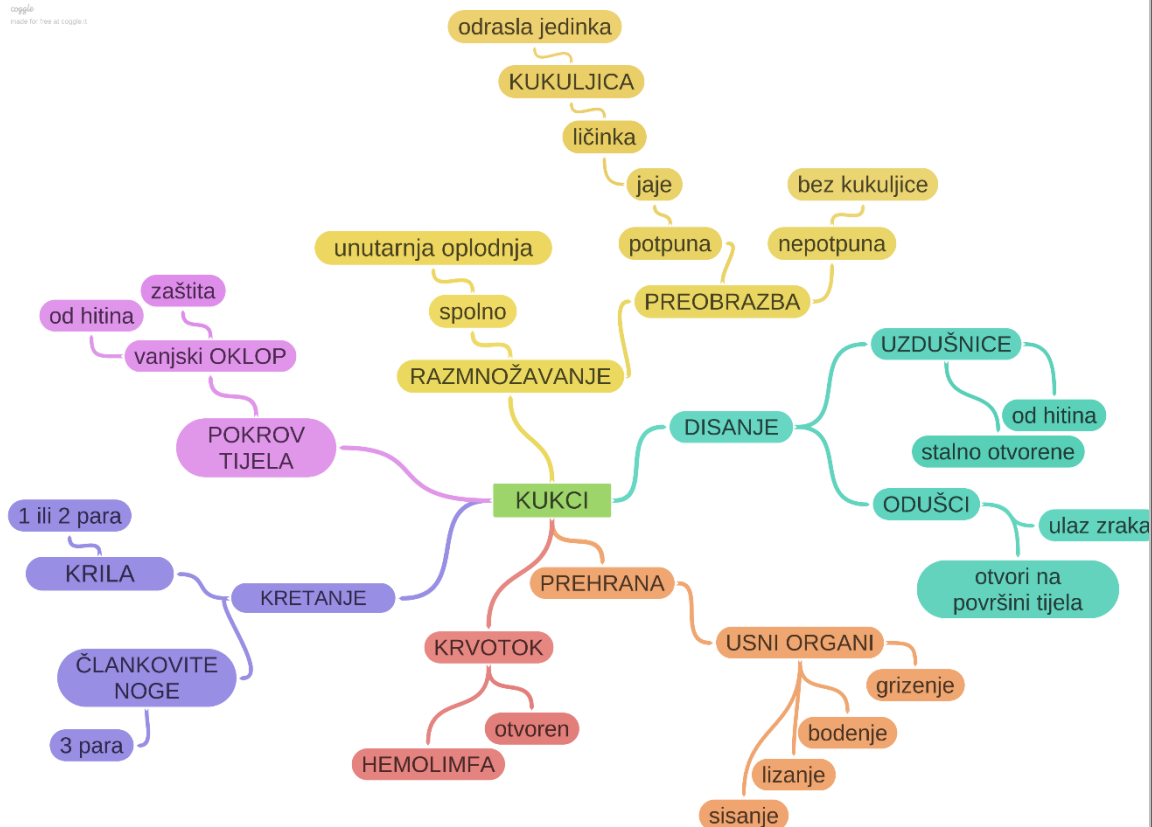 coggle
made for free at coggle.it
odrasla jedinka
KUKULJICA
ličinka
jaje
bez kukuljice
potpuna
nepotpuna
unutarnja oplodnja
spolno
PREOBRAZBA
RAZMNOŽAVANJE
zaštita
od hitina
vanjski OKLOP
POKROV
TIJELA
UZDUŠNICE
od hitina
stalno otvorene
DISANJE
ODUŠCI
ulaz zraka
otvori na
površini tijela
KUKCI
1 ili 2 para
KRILA
KRETANJE
ČLANKOVITE
NOGE
3 para
PREHRANA
USNI ORGANI
grizenje
bodenje
lizanje
sisanje
KRVOTOK
otvoren
HEMOLIMFA